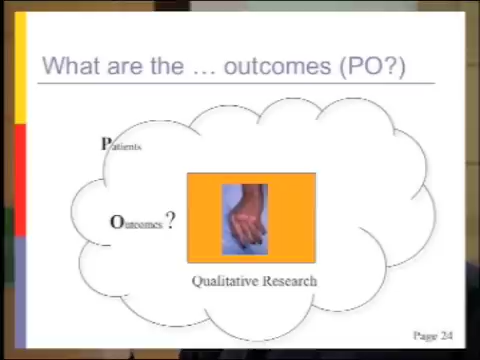 What are the … outcomes (PO?)
Patients
Outcomes ?
Qualitative Research
Page 24